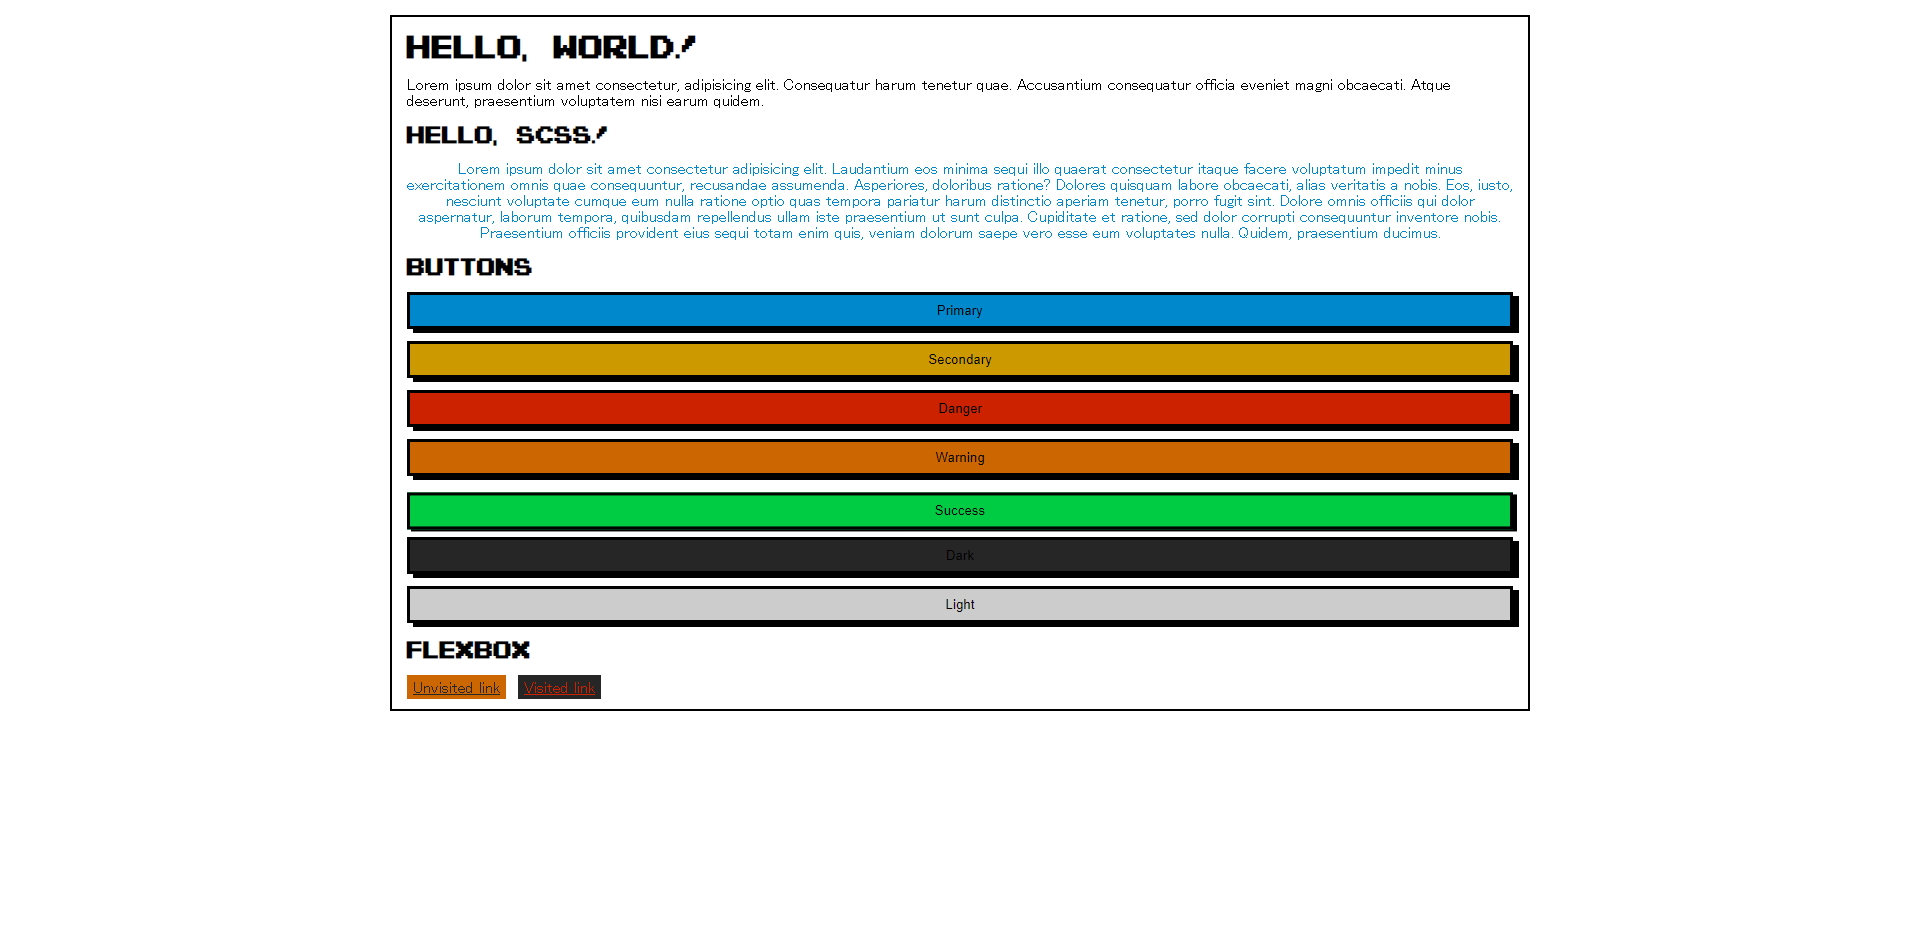 HELLO, WORLD!
Lorem ipsum dolor sit amet consectetur, adipisicing elit. Consequatur harum tenetur quae. Accusantium consequatur officia eveniet magni obcaecati. Atque
deserunt, praesentium voluptatem nisi earum quidem.
HELLO, SCSS!
Lorem ipsum dolor sit amet consectetur adipisicing elit. Laudantium eos minima sequi illo quaerat consectetur itaque facere voluptatum impedit minus
exercitationem omnis quae consequuntur, recusandae assumenda. Asperiores, doloribus ratione? Dolores quisquam labore obcaecati, alias veritatis a nobis. Eos, iusto,
nesciunt voluptate cumque eum nulla ratione optio quas tempora pariatur harum distinctio aperiam tenetur, porro fugit sint. Dolore omnis officiis qui dolor
aspernatur, laborum tempora, quibusdam repellendus ullam iste praesentium ut sunt culpa. Cupiditate et ratione, sed dolor corrupti consequuntur inventore nobis.
Praesentium officiis provident eius sequi totam enim quis, veniam dolorum saepe vero esse eum voluptates nulla. Quidem, praesentium ducimus.
BUTTONS
Primary
Secondary
Danger
Warning
Success
Dark
Light
FLEXBOX
Unvisited link Visited link